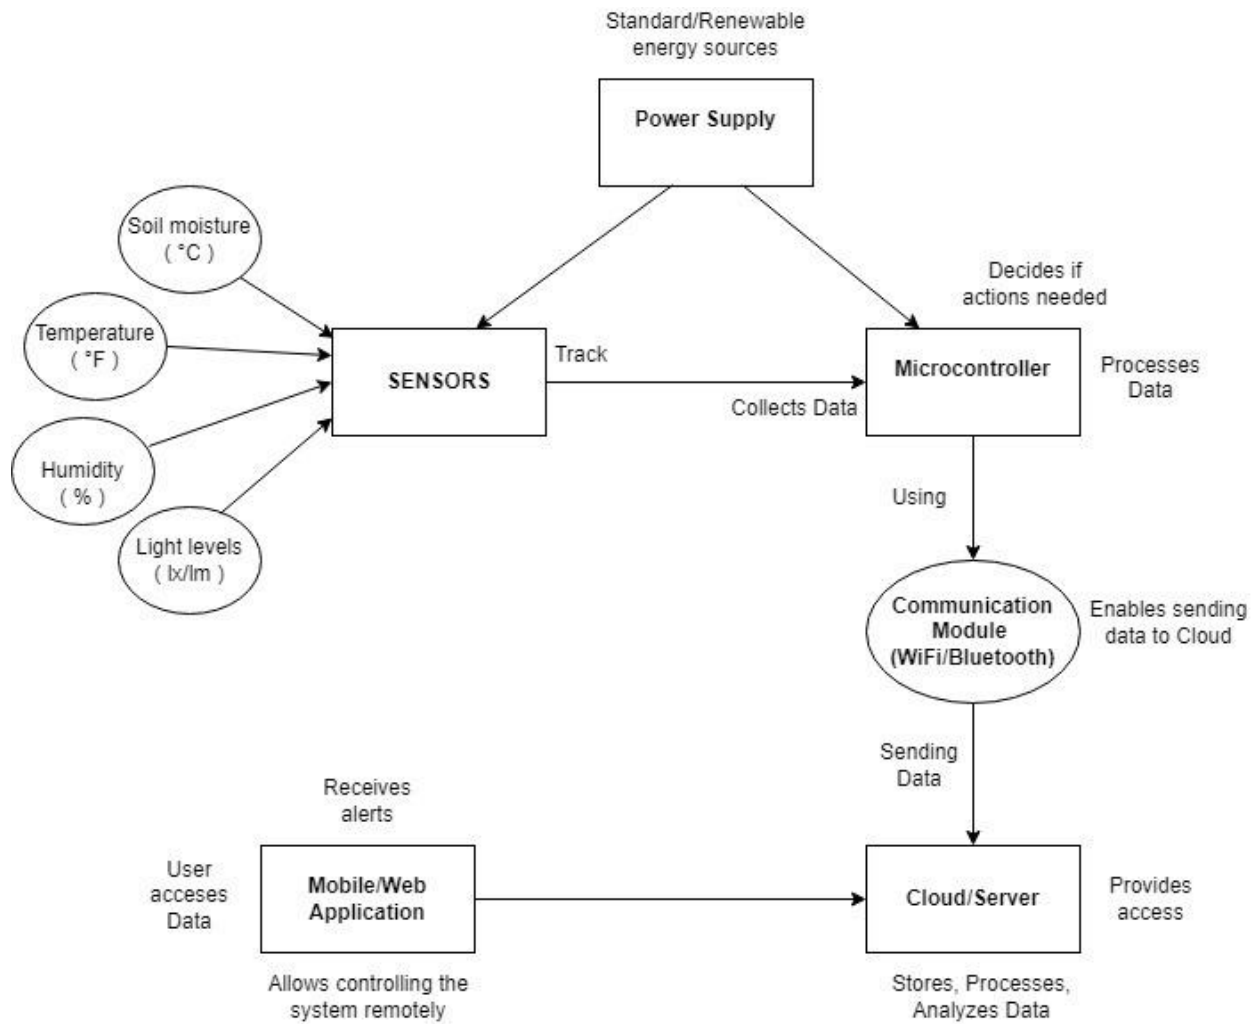 Standard/Renewable
energy sources
Power Supply
Soil moisture
( °C )
Temperature
( °F )
Humidity
( % )
Light levels
( lx/lm )
SENSORS
Track
Collects Data
Decides if
actions needed
Microcontroller
Processes
Data
Using
Communication
Module
(WiFi/Bluetooth)
Enables sending
data to Cloud
Sending
Data
Receives
alerts
User
acceses
Data
Mobile/Web
Application
Allows controlling the
system remotely
Cloud/Server
Provides
access
Stores, Processes,
Analyzes Data